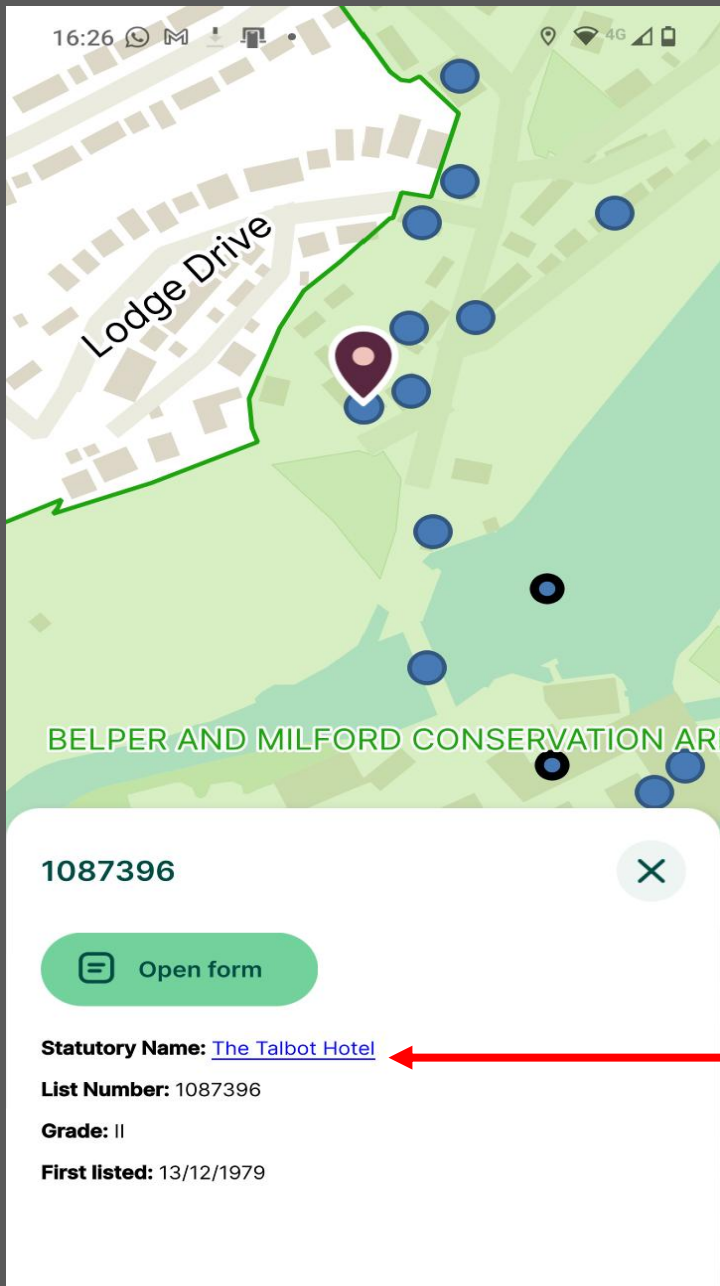 16:26
4G
Lodge Drive
BELPER AND MILFORD CONSERVATION ARE
1087396
Open form
Statutory Name: The Talbot Hotel
List Number: 1087396
Grade: II
First listed: 13/12/1979